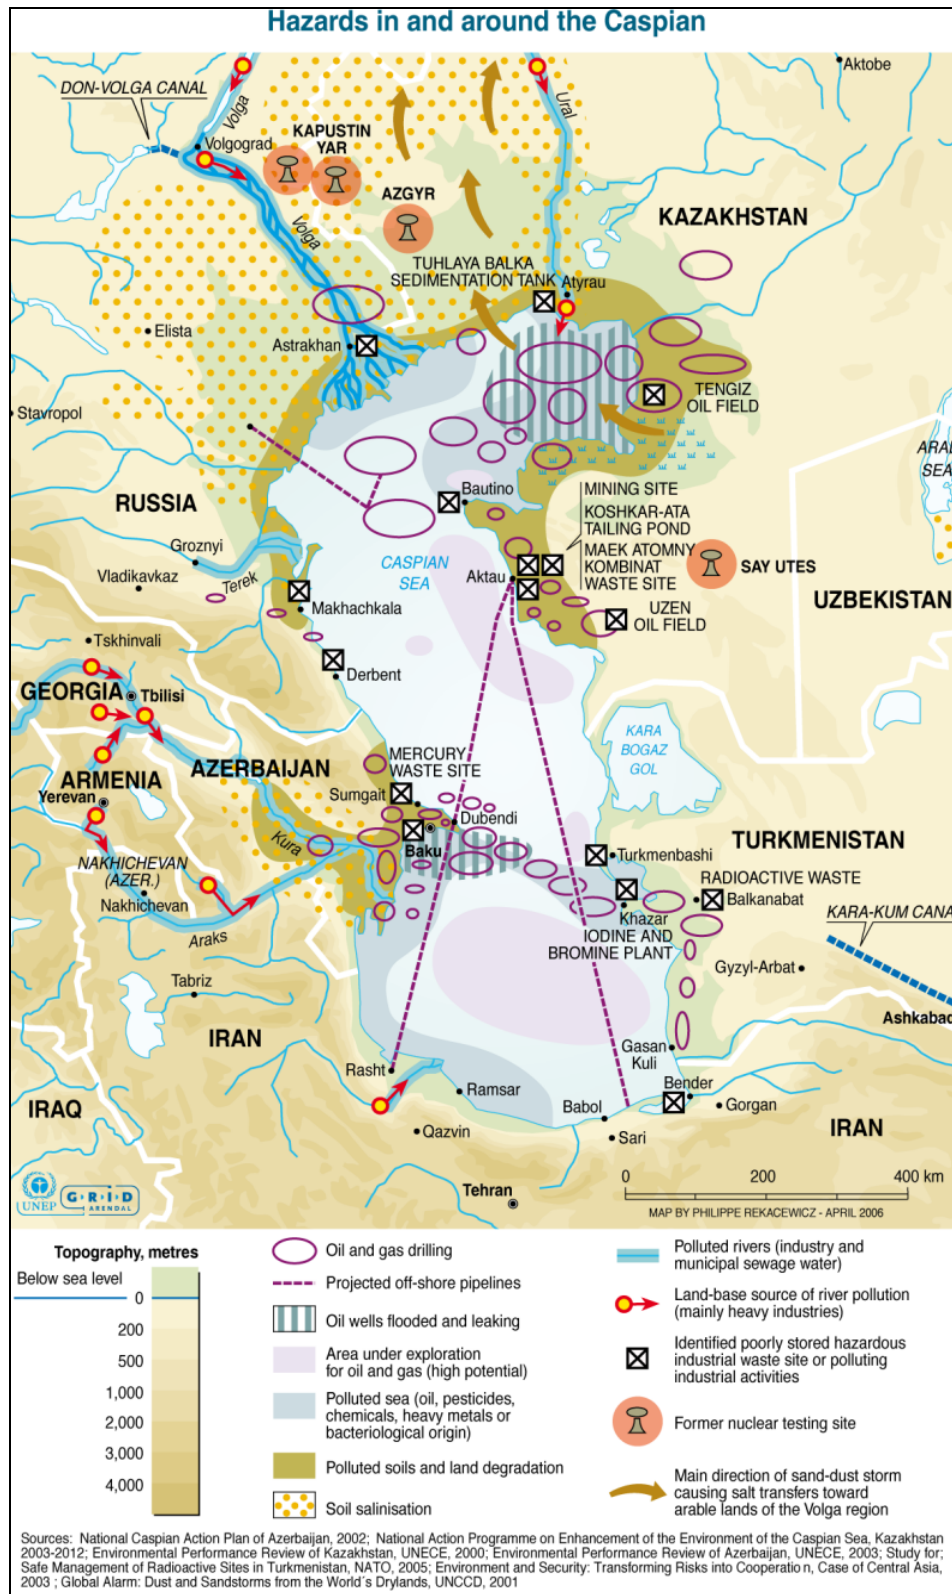 Hazards in and around the Caspian
DON-VOLGA CANAL
Volga
Volgograd
KAPUSTIN
YAR
AZGYR
Ural
Aktobe
KAZAKHSTAN
Volga
TUHLAYA BALKA
SEDIMENTATION TANK
Atyrau
Elista
Astrakhan
TENGIZ
OIL FIELD
Stavropol
ARAL
SEA
RUSSIA
Bautino
MINING SITE
KOSHKAR-ATA
TAILING POND
MAEK ATOMNY
KOMBINAT
WASTE SITE
Groznyi
CASPIAN
SEA
Aktau
SAY UTES
Vladikavkaz
Terek
Makhachkala
UZEN
OIL FIELD
UZBEKISTAN
Tskhinvali
Derbent
GEORGIA
Tbilisi
KARA
BOGAZ
GOL
ARMENIA
AZERBAIJAN
MERCURY
WASTE SITE
Yerevan
Sumgait
Dubendi
Kura
Baku
TURKMENISTAN
NAKHICHEVAN
(AZER.)
Nakhichevan
Turkmenbashi
RADIOACTIVE WASTE
Balkanabat
Khazar
KARA-KUM CANA
Araks
IODINE AND
BROMINE PLANT
Gyzyl-Arbat
Tabriz
Ashkabad
IRAN
Rasht
Gasan
Kuli
Ramsar
Bender
IRAQ
Babol
Gorgan
Qazvin
Sari
IRAN
UNEP
GRID
ARENDAL
Tehran
0 200 400 km
MAP BY PHILIPPE REKACEWICZ - APRIL 2006
Topography, metres
Below sea level
0
200
500
1,000
2,000
3,000
4,000
Oil and gas drilling
Projected off-shore pipelines
Oil wells flooded and leaking
Area under exploration
for oil and gas (high potential)
Polluted sea (oil, pesticides,
chemicals, heavy metals or
bacteriological origin)
Polluted soils and land degradation
Soil salinisation
Polluted rivers (industry and
municipal sewage water)
Land-base source of river pollution
(mainly heavy industries)
Identified poorly stored hazardous
industrial waste site or polluting
industrial activities
Former nuclear testing site
Main direction of sand-dust storm
causing salt transfers toward
arable lands of the Volga region
Sources: National Caspian Action Plan of Azerbaijan, 2002; National Action Programme on Enhancement of the Environment of the Caspian Sea, Kazakhstan
2003-2012; Environmental Performance Review of Kazakhstan, UNECE, 2000; Environmental Performance Review of Azerbaijan, UNECE, 2003; Study for;
Safe Management of Radioactive Sites in Turkmenistan, NATO, 2005; Environment and Security: Transforming Risks into Cooperation, Case of Central Asia,
2003 ; Global Alarm: Dust and Sandstorms from the World´s Drylands, UNCCD, 2001